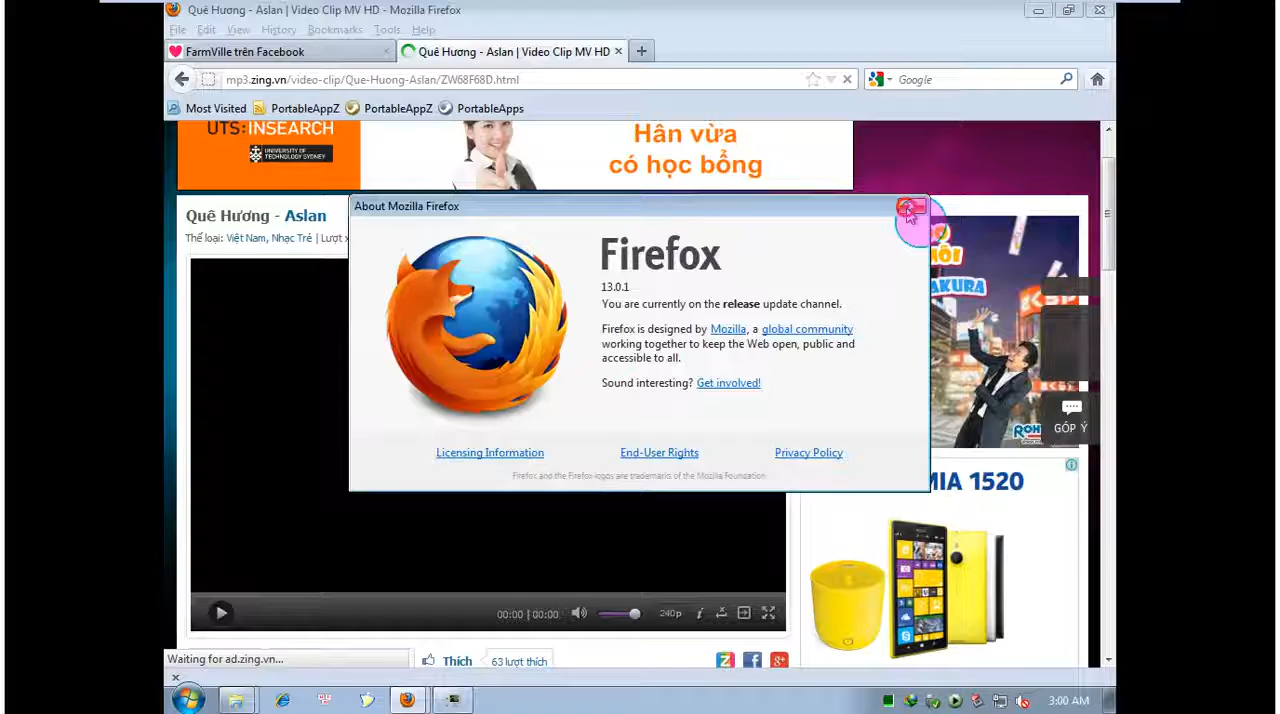 Quê Hương - Aslan | Video Clip MV HD - Mozilla Firefox
File Edit View History Bookmarks Tools Help
FarmVille trên Facebook
Quê Hương - Aslan | Video Clip MV HD
mp3.zing.vn/video-clip/Que-Huong-Aslan/ZW68F68D.html
Google
Most Visited PortableAppZ PortableAppZ PortableApps
UTS:INSEARCH
UNIVERSITY OF
TECHNOLOGY SYDNEY
Hân vừa
có học bổng
Quê Hương - Aslan
Thể loại: Việt Nam, Nhạc Trẻ | Lượt
About Mozilla Firefox
Firefox
13.0.1
You are currently on the release update channel.
Firefox is designed by Mozilla, a global community
working together to keep the Web open, public and
accessible to all.
Sound interesting? Get involved!
Licensing Information End-User Rights Privacy Policy
Firefox and the Firefox logos are trademarks of the Mozilla Foundation.
AKURA
ROH
GÓP Ý
MIA 1520
00:00 | 00:00
240p
Waiting for ad.zing.vn...
Thích
63 lượt thích
3:00 AM